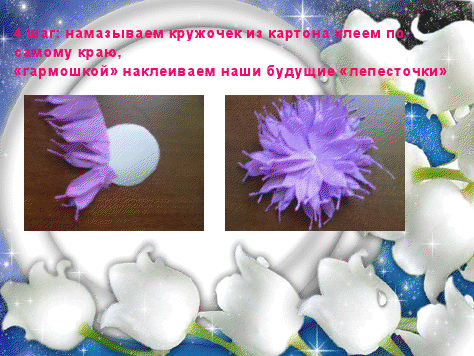 4 шаг: намазываем кружочек из картона клеем по
самому краю,
«гармошкой» наклеиваем наши будущие «лепесточки»